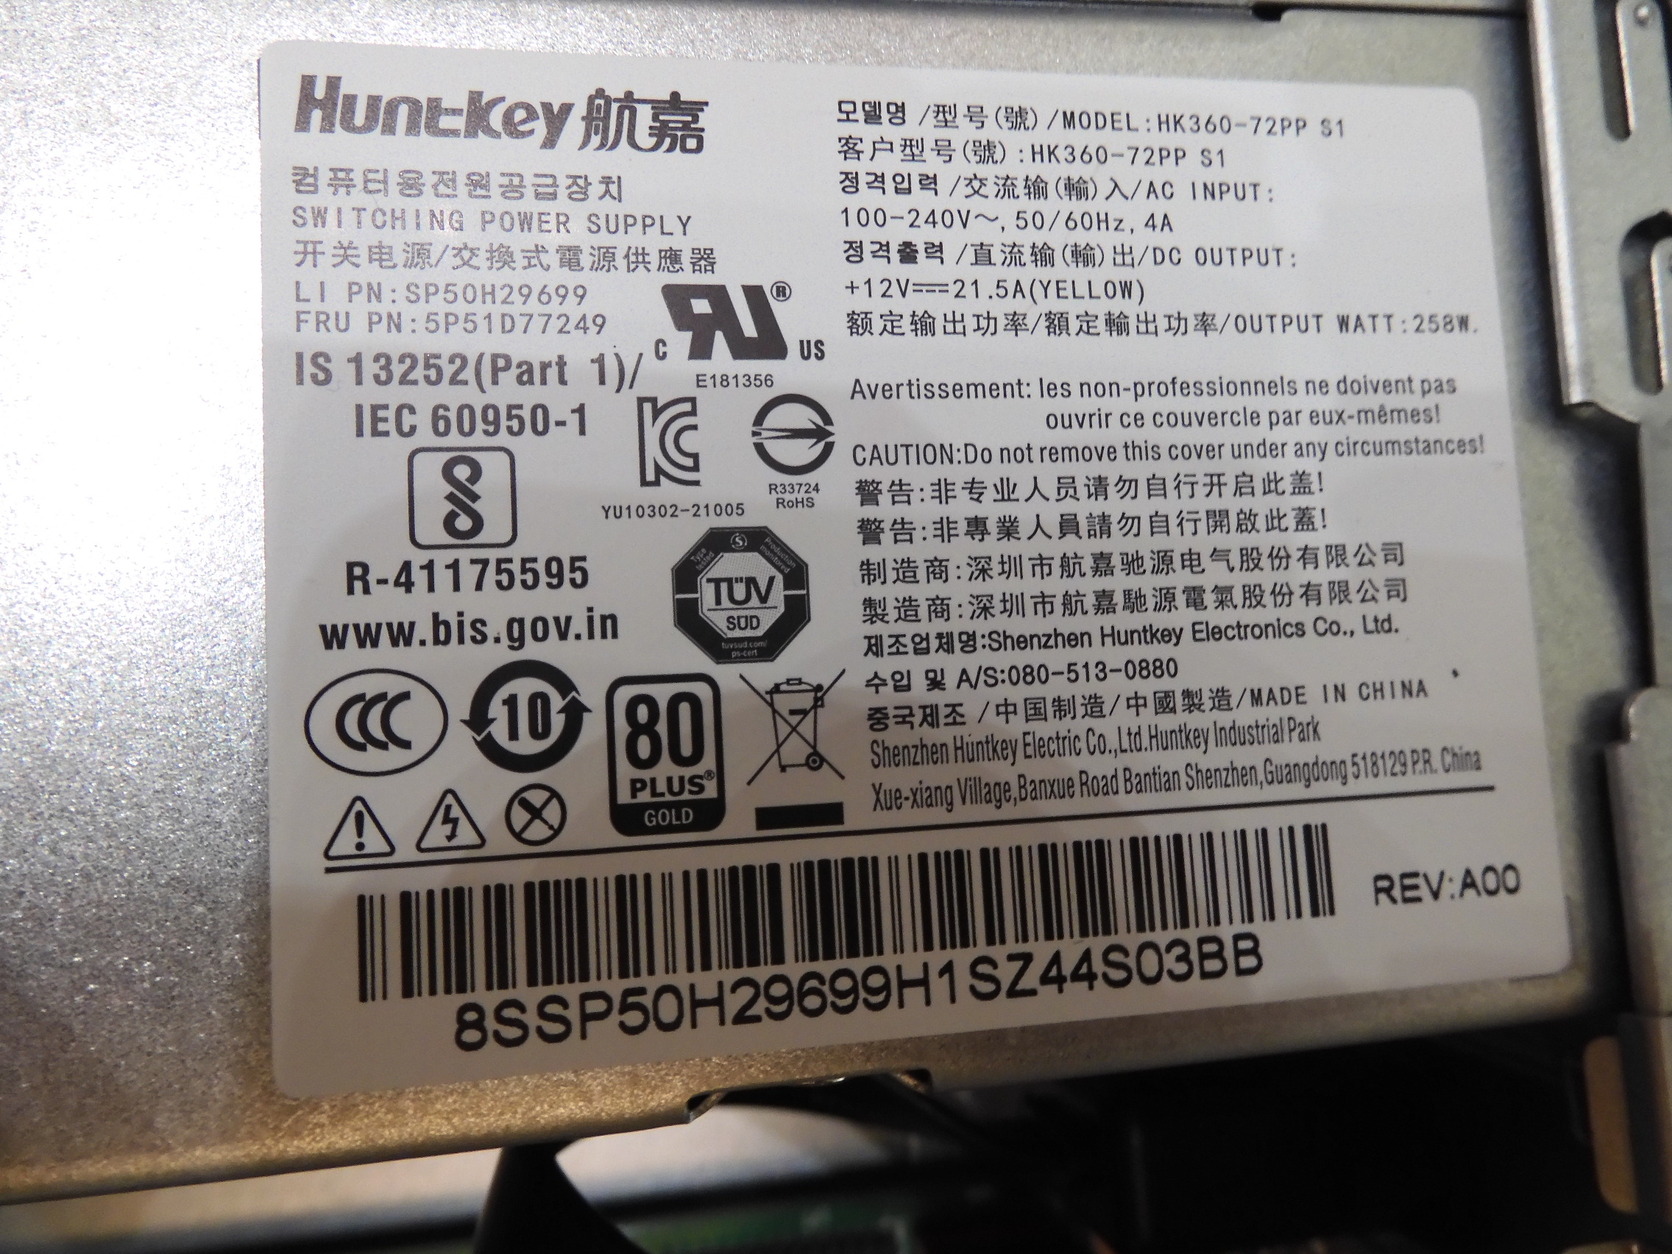 Huntkey 航嘉
컴퓨터용전원공급장치
SWITCHING POWER SUPPLY
开关电源/交換式電源供應器
LI PN:SP50H29699
FRU PN:5P51D77249
IS 13252(Part 1)/
IEC 60950-1
R-41175595
www.bis.gov.in
C RU ® US
E181356
KC
YU10302-21005
R33724
RoHS
Type tested
S
Production monitored
TÜV
SÜD
tuvsud.com/
ps-cert
CCC
10
80
PLUS®
GOLD
모델명 /型号(號) /MODEL:HK360-72PP S1
客户型号(號) :HK360-72PP S1
정격입력 /交流输(輸)入/AC INPUT:
100-240V～, 50/60Hz, 4A
정격출력 /直流输(輸)出/DC OUTPUT:
+12V⎓21.5A(YELLOW)
额定输出功率/額定輸出功率/OUTPUT WATT:258W.
Avertissement: les non-professionnels ne doivent pas
ouvrir ce couvercle par eux-mêmes!
CAUTION:Do not remove this cover under any circumstances!
警告:非专业人员请勿自行开启此盖!
警告:非專業人員請勿自行開啟此蓋!
制造商:深圳市航嘉驰源电气股份有限公司
製造商:深圳市航嘉馳源電氣股份有限公司
제조업체명:Shenzhen Huntkey Electronics Co., Ltd.
수입 및 A/S:080-513-0880
중국제조 /中国制造/中國製造/MADE IN CHINA
Shenzhen Huntkey Electric Co.,Ltd.Huntkey Industrial Park
Xue-xiang Village,Banxue Road Bantian Shenzhen,Guangdong 518129 P.R. China
REV:A00
8SSP50H29699H1SZ44S03BB